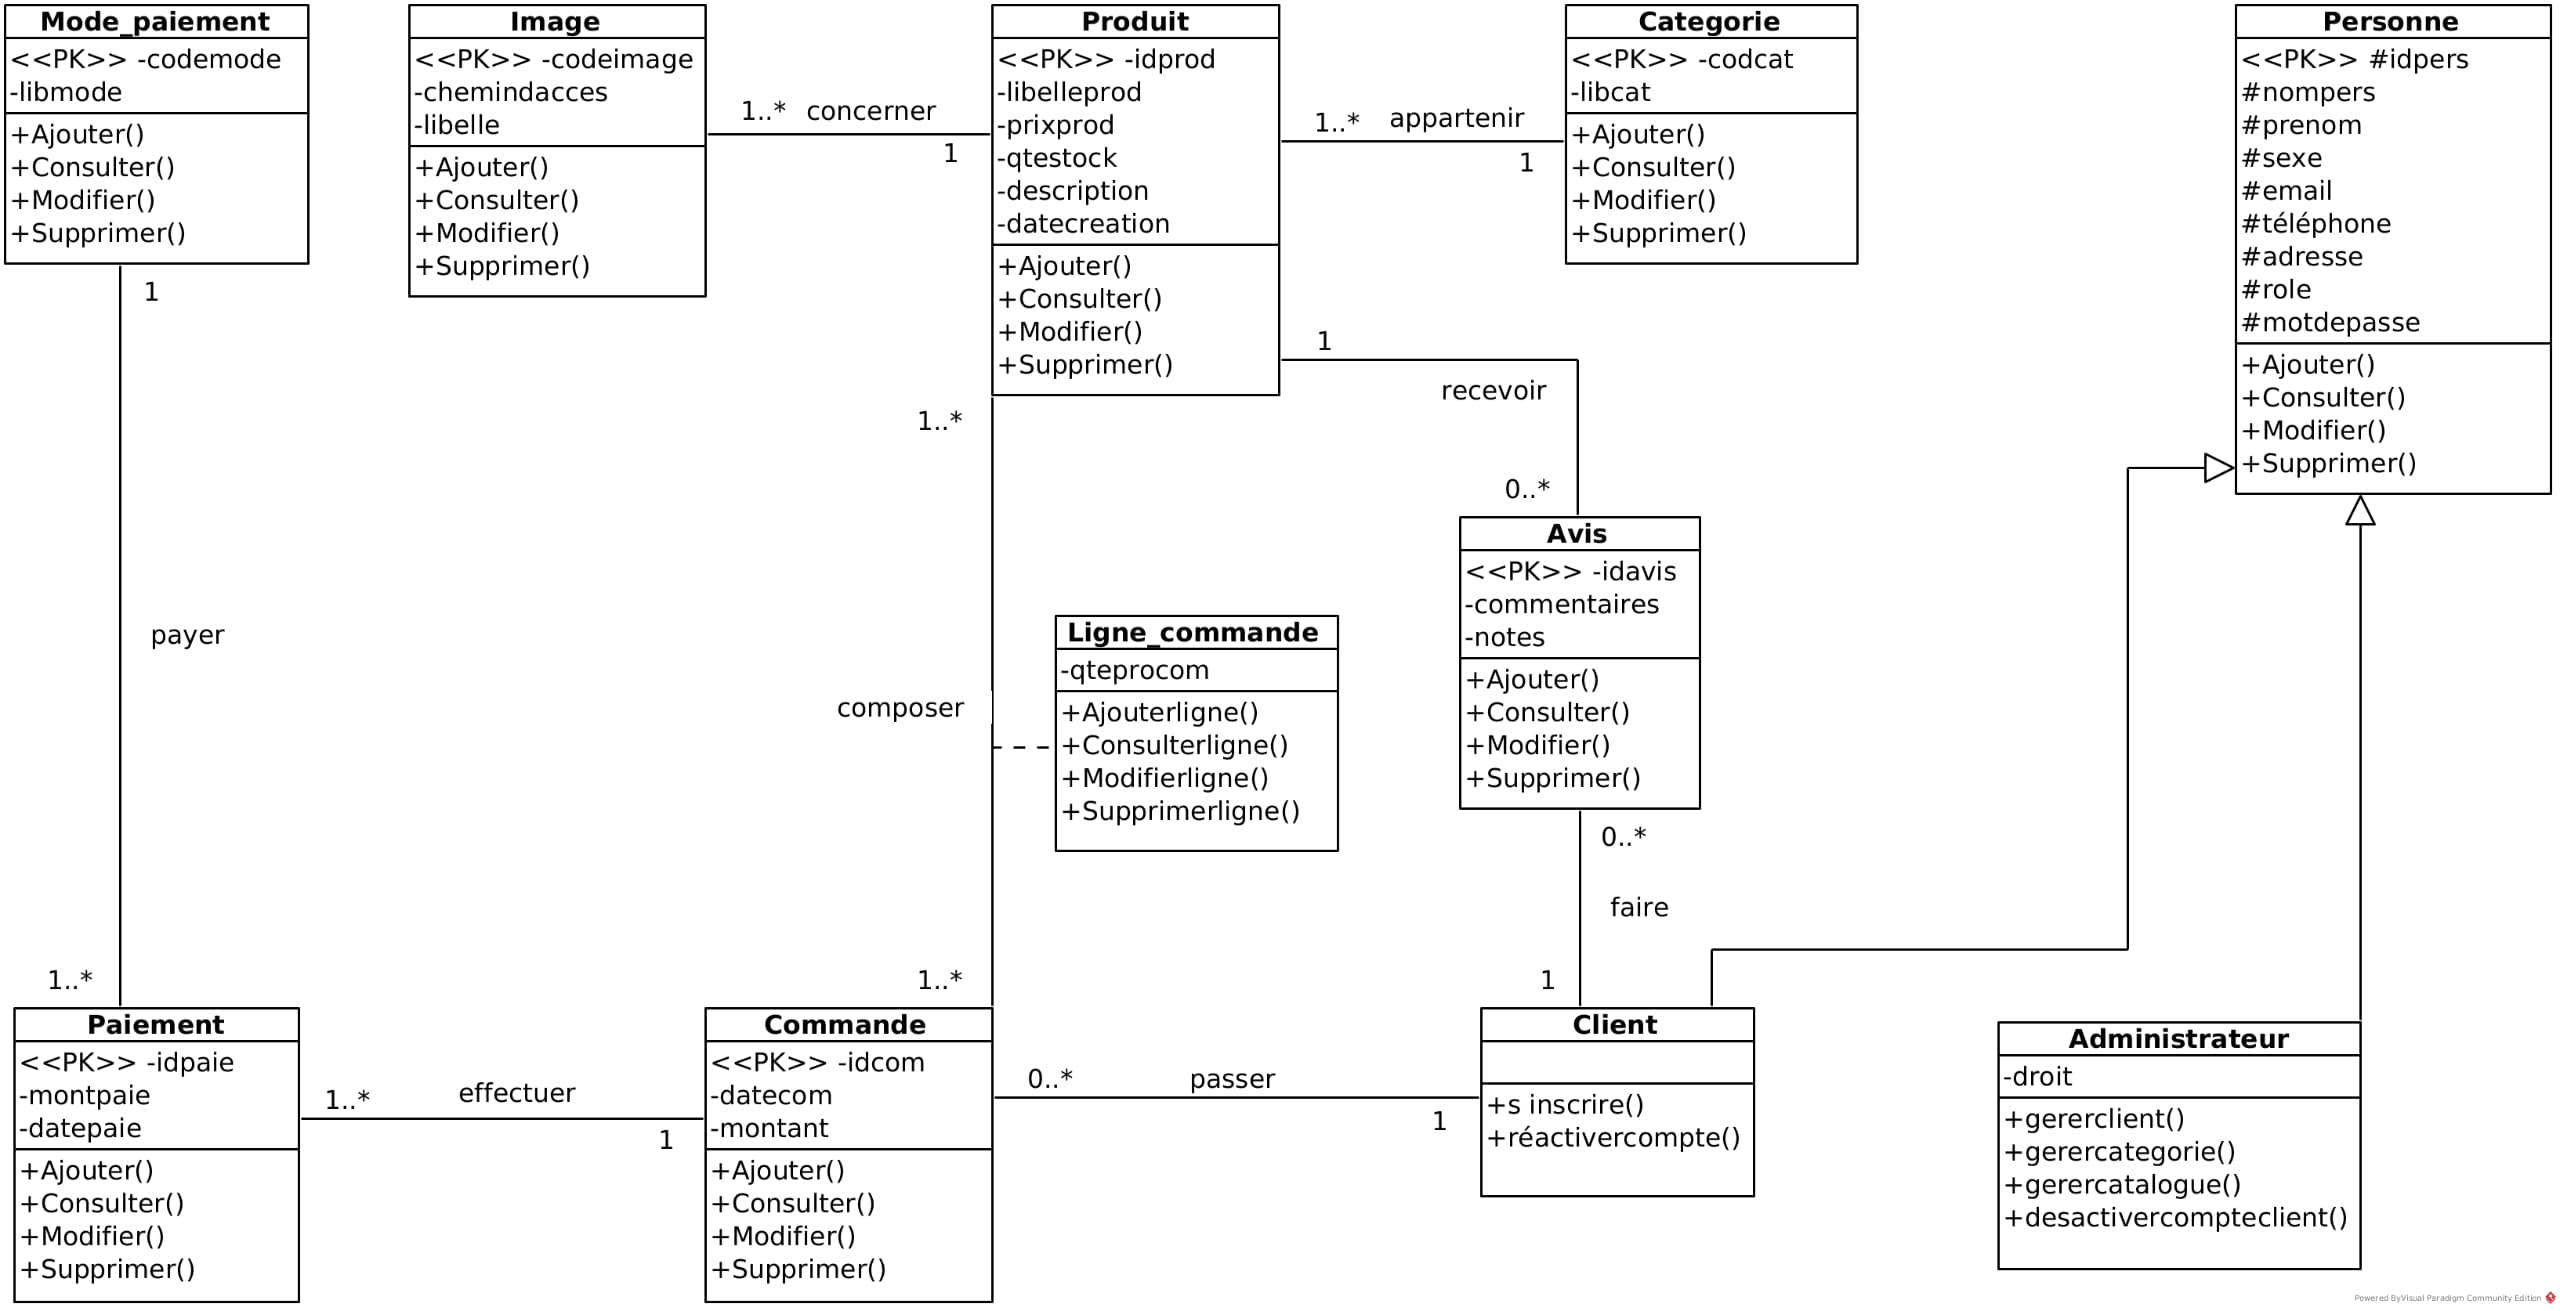 Mode_paiement
<<PK>> -codemode
-libmode
+Ajouter()
+Consulter()
+Modifier()
+Supprimer()
Image
<<PK>> -codeimage
-chemindacces
-libelle
+Ajouter()
+Consulter()
+Modifier()
+Supprimer()
1..* concerner
1
Produit
<<PK>> -idprod
-libelleprod
-prixprod
-qtestock
-description
-datecreation
+Ajouter()
+Consulter()
+Modifier()
+Supprimer()
1..* appartenir
1
Categorie
<<PK>> -codcat
-libcat
+Ajouter()
+Consulter()
+Modifier()
+Supprimer()
Personne
<<PK>> #idpers
#nompers
#prenom
#sexe
#email
#téléphone
#adresse
#role
#motdepasse
+Ajouter()
+Consulter()
+Modifier()
+Supprimer()
1
payer
1..*
1..*
composer
1..*
1
recevoir
0..*
Ligne_commande
-qteprocom
+Ajouterligne()
+Consulterligne()
+Modifierligne()
+Supprimerligne()
Avis
<<PK>> -idavis
-commentaires
-notes
+Ajouter()
+Consulter()
+Modifier()
+Supprimer()
0..*
faire
1
Paiement
<<PK>> -idpaie
-montpaie
-datepaie
+Ajouter()
+Consulter()
+Modifier()
+Supprimer()
1..* effectuer
1
Commande
<<PK>> -idcom
-datecom
-montant
+Ajouter()
+Consulter()
+Modifier()
+Supprimer()
0..* passer
1
Client
+s inscrire()
+réactivercompte()
Administrateur
-droit
+gererclient()
+gerercategorie()
+gerercatalogue()
+desactivercompteclient()
Powered ByVisual Paradigm Community Edition